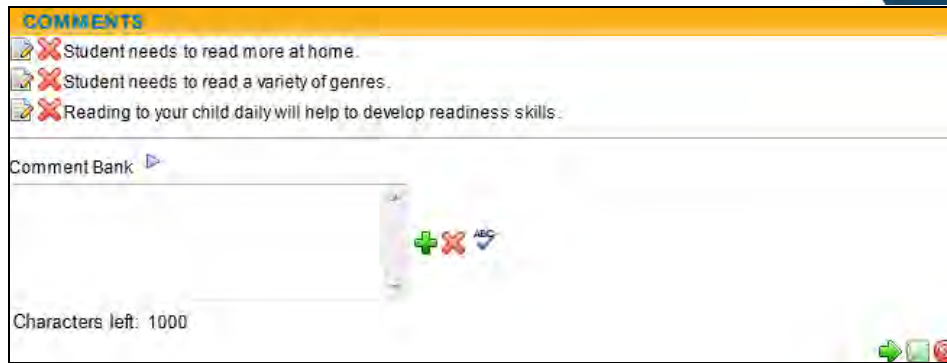 COMMENTS
Student needs to read more at home.
Student needs to read a variety of genres.
Reading to your child daily will help to develop readiness skills.
Comment Bank
ABC
Characters left: 1000